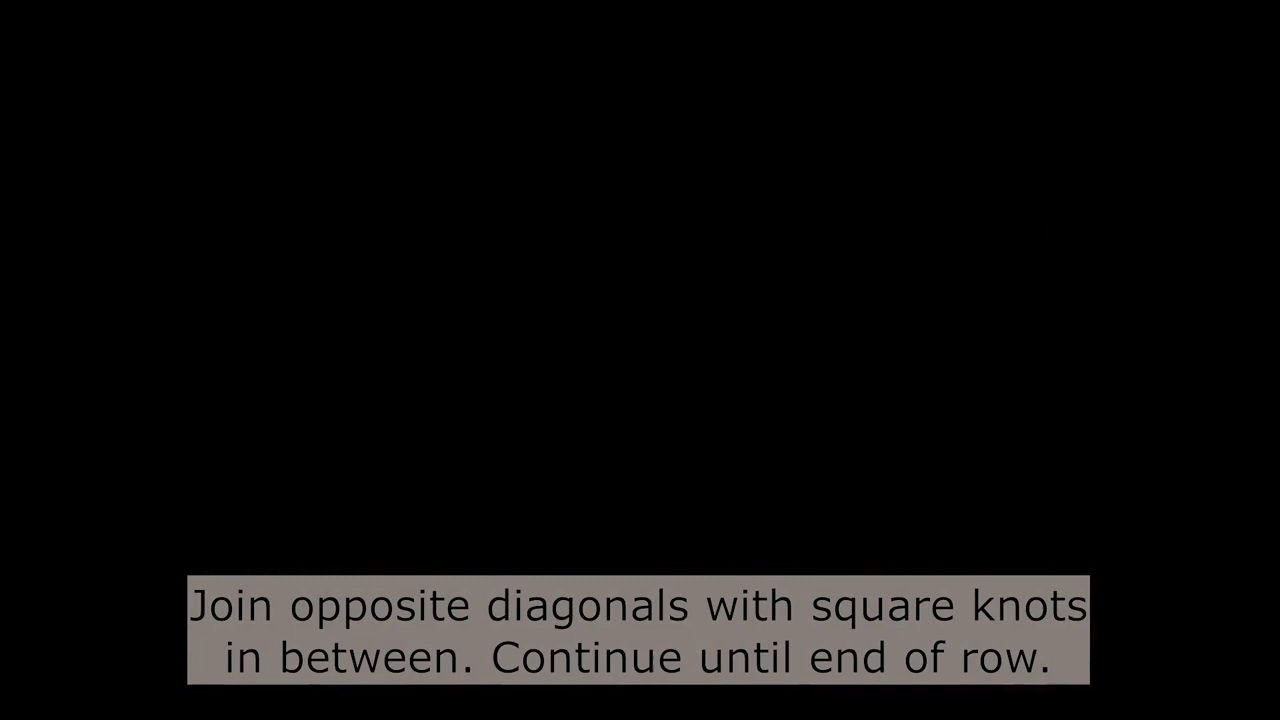 Join opposite diagonals with square knots
in between. Continue until end of row.